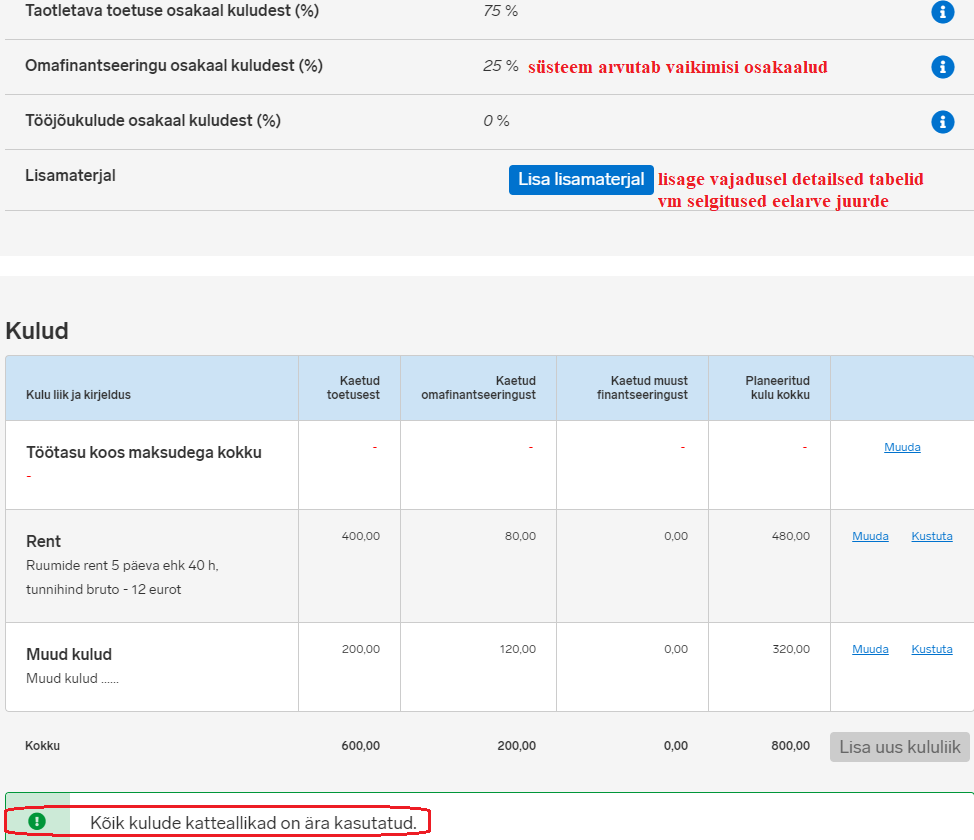 Taotletava toetuse osakaal kuludest (%) 75 %
Omafinantseeringu osakaal kuludest (%) 25 % süsteem arvutab vaikimisi osakaalud
Tööjõukulude osakaal kuludest (%) 0 %
Lisamaterjal Lisa lisamaterjal lisage vajadusel detailsed tabelid
vm selgitused eelarve juurde
Kulud
Kulu liik ja kirjeldus
Kaetud
toetusest
Kaetud
omafinantseeringust
Kaetud muust
finantseeringust
Planeeritud
kulu kokku
Töötasu koos maksudega kokku - - - - Muuda
-
Rent 400,00 80,00 0,00 480,00 Muuda Kustuta
Ruumide rent 5 päeva ehk 40 h,
tunnihind bruto - 12 eurot
Muud kulud 200,00 120,00 0,00 320,00 Muuda Kustuta
Muud kulud ......
Kokku 600,00 200,00 0,00 800,00 Lisa uus kululiik
Kõik kulude katteallikad on ära kasutatud.